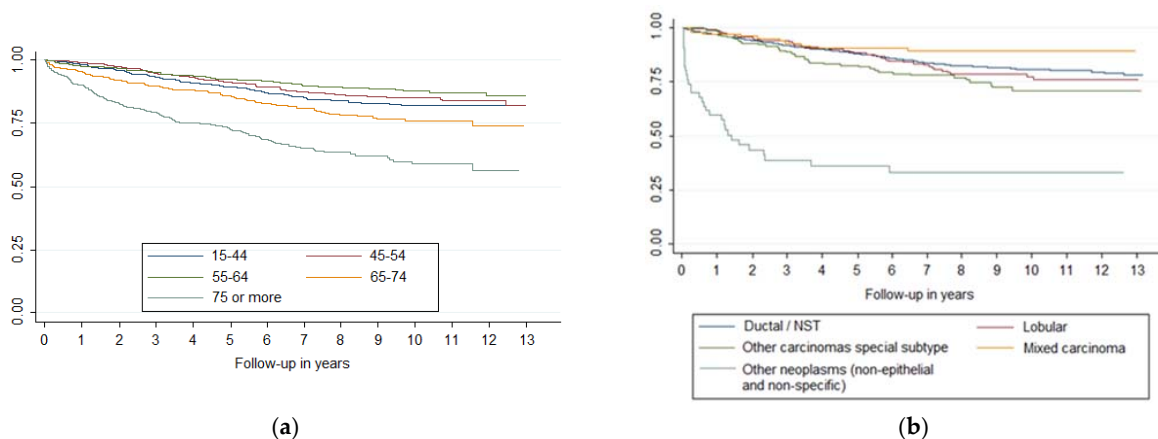 1.00
0.75
0.50
0.25
0.00
0 1 2 3 4 5 6 7 8 9 10 11 12 13
Follow-up in years
15-44 45-54
55-64 65-74
75 or more
(a)
1.00
0.75
0.50
0.25
0.00
0 1 2 3 4 5 6 7 8 9 10 11 12 13
Follow-up in years
Ductal / NST Lobular
Other carcinomas special subtype Mixed carcinoma
Other neoplasms (non-epithelial
and non-specific)
(b)